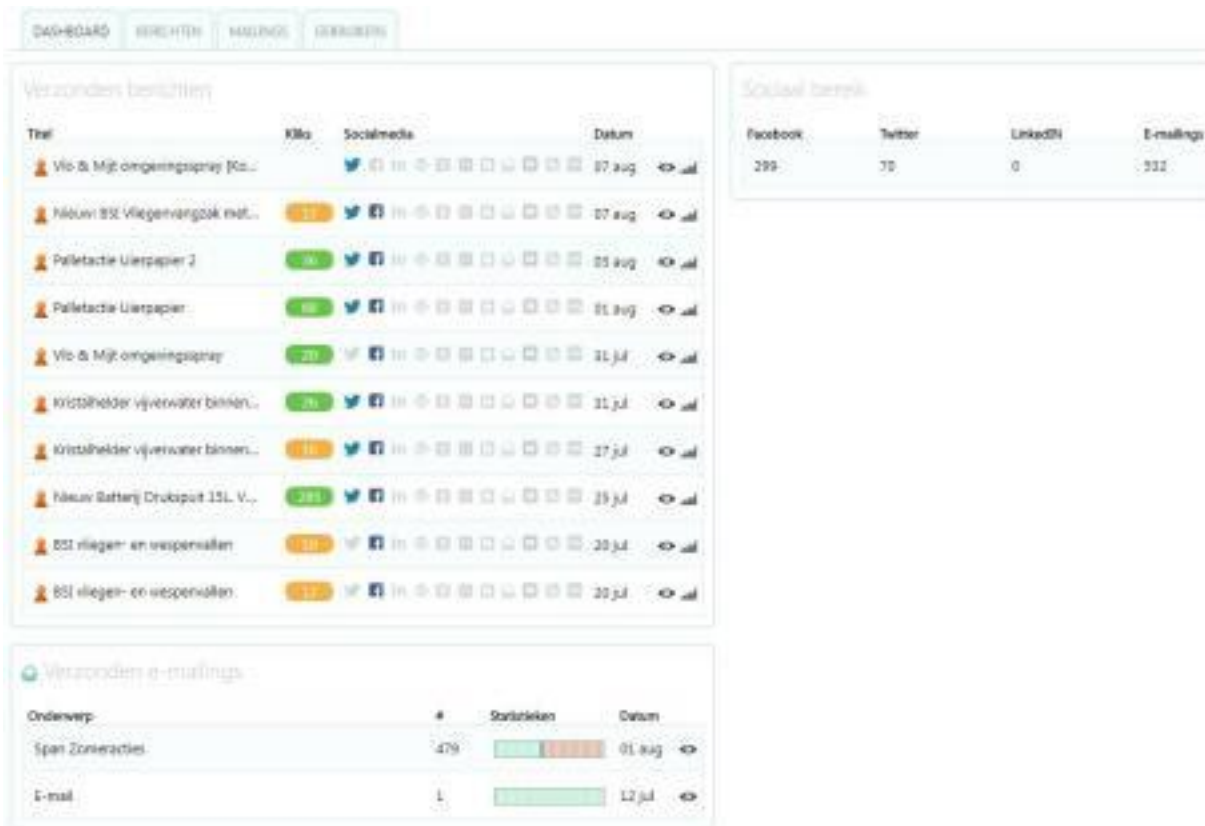 DASHBOARD BERICHTEN MAILINGS
Verzonden berichten
Titel Kliks Socialmedia Datum
Vlo & Mijt omgevingsspray [Ko... 07 aug
Nieuw: BSI Vliegenvangzak met... 07 aug
Palletactie Uierpapier 2 05 aug
Palletactie Uierpapier 01 aug
Vlo & Mijt omgevingsspray 20 31 jul
Kristalhelder vijverwater binnen... 31 jul
Kristalhelder vijverwater binnen... 27 jul
Nieuw Batterij Drukspuit 15L. V... 25 jul
BSI vliegen- en wespenvallen 20 jul
BSI vliegen- en wespenvallen 20 jul
Verzonden e-mailings
Onderwerp # Statistieken Datum
Span Zomeracties 479 01 aug
E-mail 1 12 jul
Sociaal bereik
Facebook Twitter LinkedIN E-mailings
299 70 0